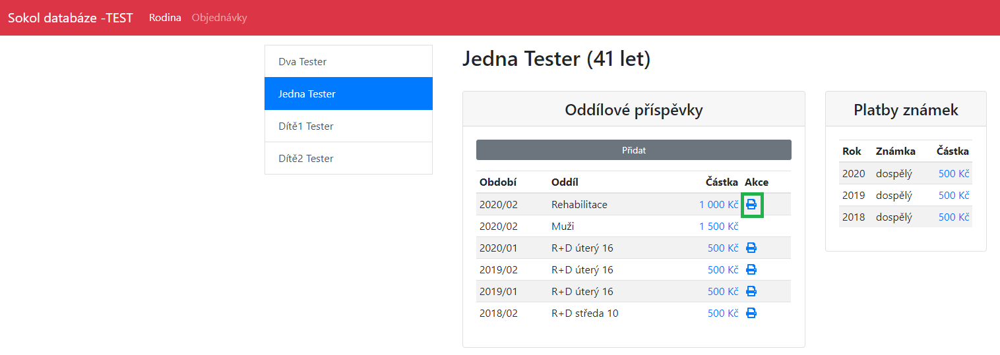 Sokol databáze -TEST Rodina Objednávky
Dva Tester
Jedna Tester
Dítě1 Tester
Dítě2 Tester
Jedna Tester (41 let)
Oddílové příspěvky
Přidat
Období Oddíl Částka Akce
2020/02 Rehabilitace 1 000 Kč
2020/02 Muži 1 500 Kč
2020/01 R+D úterý 16 500 Kč
2019/02 R+D úterý 16 500 Kč
2019/01 R+D úterý 16 500 Kč
2018/02 R+D středa 10 500 Kč
Platby známek
Rok Známka Částka
2020 dospělý 500 Kč
2019 dospělý 500 Kč
2018 dospělý 500 Kč